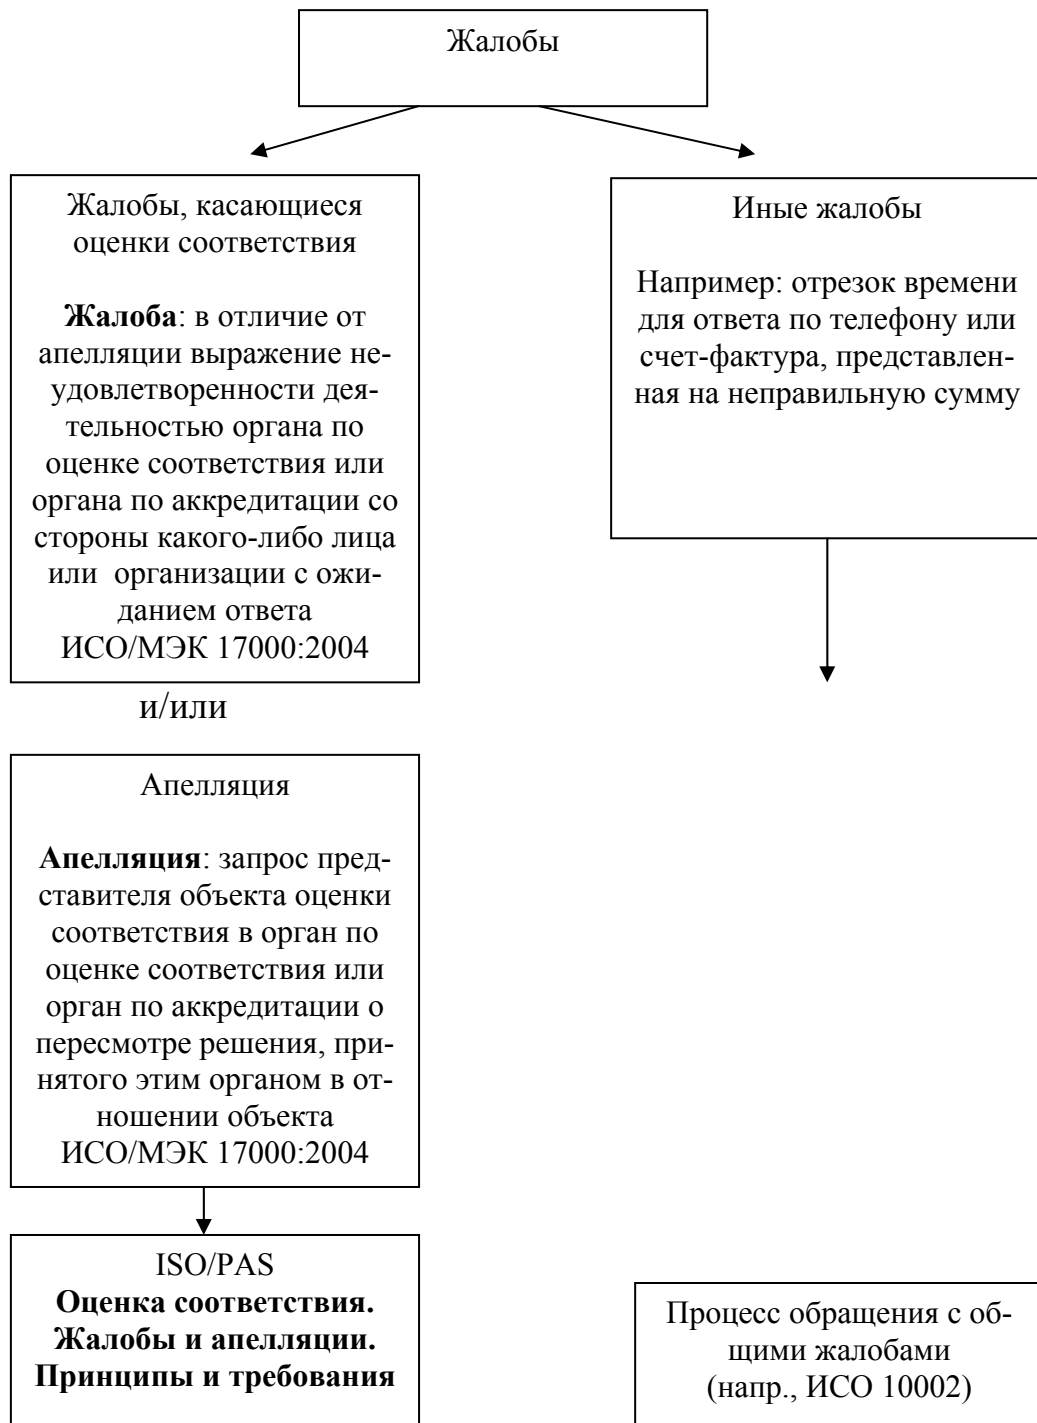 Жалобы
Жалобы, касающиеся
оценки соответствия
Жалоба: в отличие от
апелляции выражение не-
удовлетворенности дея-
тельностью органа по
оценке соответствия или
органа по аккредитации со
стороны какого-либо лица
или организации с ожи-
данием ответа
ИСО/МЭК 17000:2004
и/или
Апелляция
Апелляция: запрос пред-
ставителя объекта оценки
соответствия в орган по
оценке соответствия или
орган по аккредитации о
пересмотре решения, при-
нятого этим органом в от-
ношении объекта
ИСО/МЭК 17000:2004
ISO/PAS
Оценка соответствия.
Жалобы и апелляции.
Принципы и требования
Иные жалобы
Например: отрезок времени
для ответа по телефону или
счет-фактура, представлен-
ная на неправильную сумму
Процесс обращения с об-
щими жалобами
(напр., ИСО 10002)